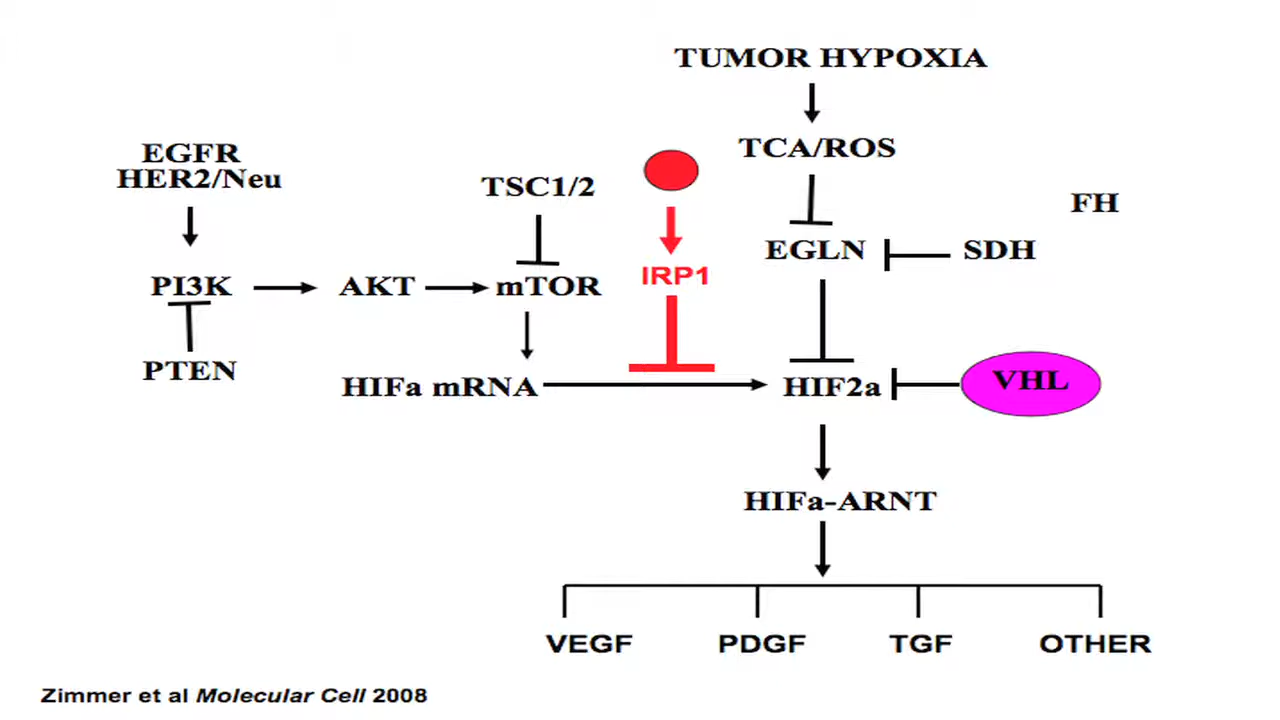 TUMOR HYPOXIA
TCA/ROS
EGFR
HER2/Neu
TSC1/2
FH
EGLN
SDH
IRP1
PI3K
AKT
mTOR
PTEN
HIFa mRNA
HIF2a
VHL
HIFa-ARNT
VEGF
PDGF
TGF
OTHER
Zimmer et al Molecular Cell 2008